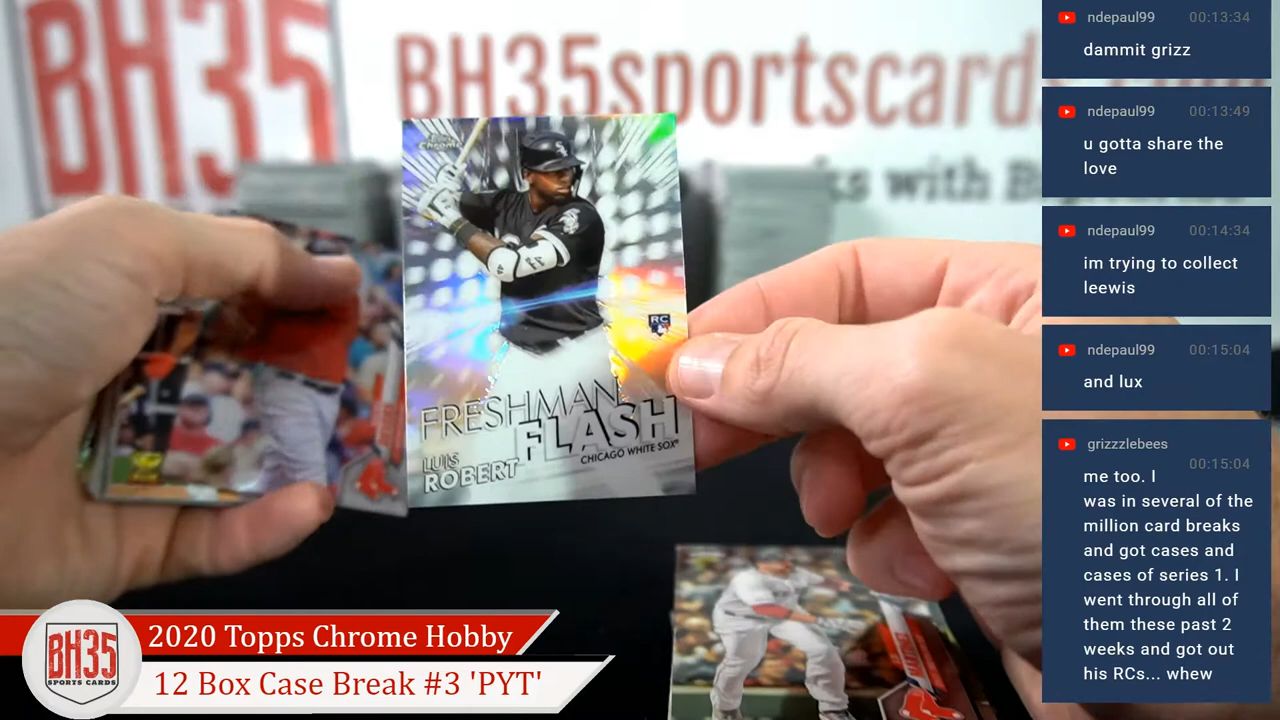 BH35
BH35sportscards
ks with B
Chrome
RC
FRESHMAN
FLASH
LUIS
ROBERT
CHICAGO WHITE SOX
BH35
SPORTS CARDS
2020 Topps Chrome Hobby
12 Box Case Break #3 'PYT'
ndepaul99 00:13:34
dammit grizz
ndepaul99 00:13:49
u gotta share the
love
ndepaul99 00:14:34
im trying to collect
leewis
ndepaul99 00:15:04
and lux
grizzzlebees 00:15:04
me too. I
was in several of the
million card breaks
and got cases and
cases of series 1. I
went through all of
them these past 2
weeks and got out
his RCs... whew